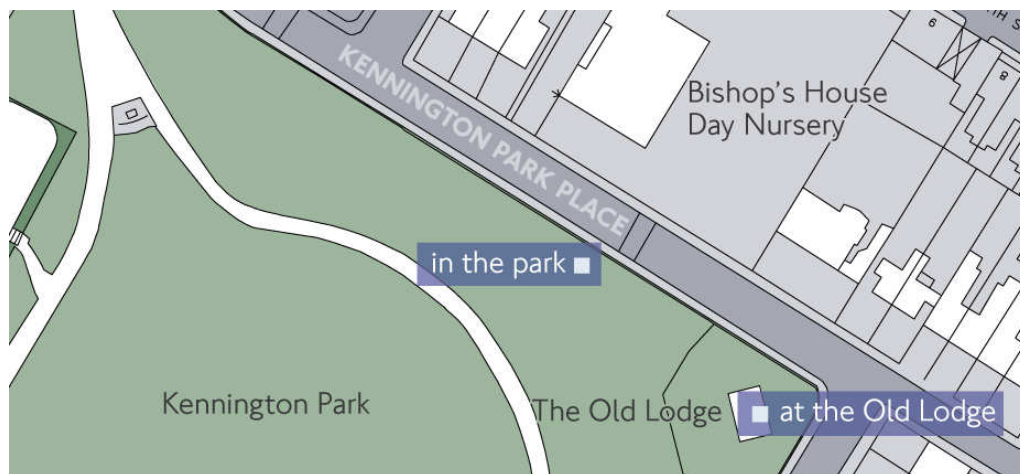 TH S
6
8
KENNINGTON PARK PLACE
Bishop's House
Day Nursery
in the park
Kennington Park
The Old Lodge
at the Old Lodge